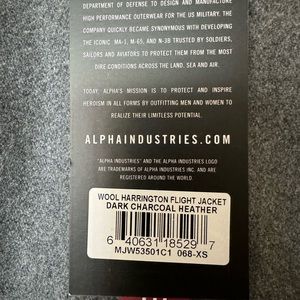 DEPARTMENT OF DEFENSE TO DESIGN AND MANUFACTURE
HIGH PERFORMANCE OUTERWEAR FOR THE US MILITARY. THE
COMPANY QUICKLY BECAME SYNONYMOUS WITH DEVELOPING
THE ICONIC MA-1, M-65, AND N-3B TRUSTED BY SOLDIERS,
SAILORS AND AVIATORS TO PROTECT THEM FROM THE MOST
DIRE CONDITIONS ACROSS THE LAND, SEA AND AIR.
TODAY, ALPHA'S MISSION IS TO PROTECT AND INSPIRE
HEROISM IN ALL FORMS BY OUTFITTING MEN AND WOMEN TO
REALIZE THEIR LIMITLESS POTENTIAL.
ALPHAINDUSTRIES.COM
"ALPHA INDUSTRIES" AND THE ALPHA INDUSTRIES LOGO
ARE TRADEMARKS OF ALPHA INDUSTRIES INC. AND ARE
REGISTERED AROUND THE WORLD.
WOOL HARRINGTON FLIGHT JACKET
DARK CHARCOAL HEATHER
6 40631 18529 7
MJW53501C1 068-XS